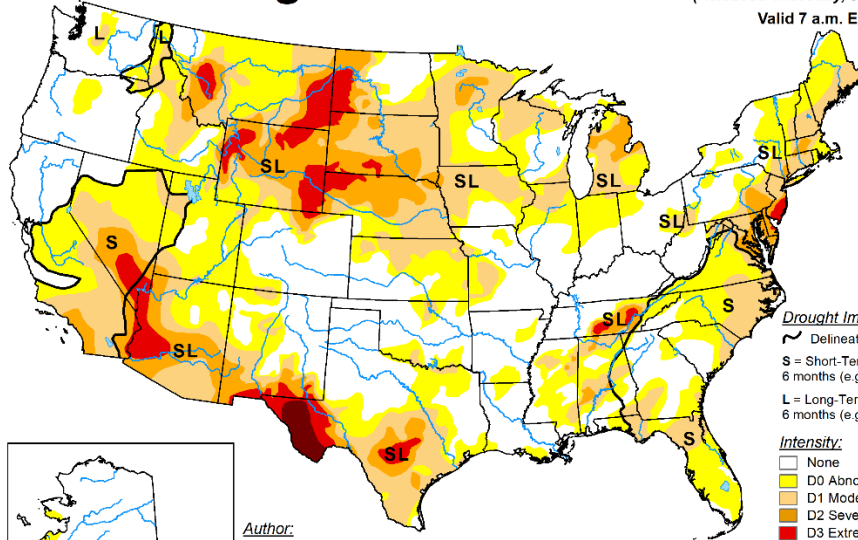 Valid 7 a.m. E
L
L
SL
SL
SL
SL
SL
S
S
SL
SL
SL
S
Drought Im
Delineat
S = Short-Ter
6 months (e.g
L = Long-Ter
6 months (e.g
Intensity:
None
D0 Abno
D1 Mode
D2 Seve
D3 Extre
Author: